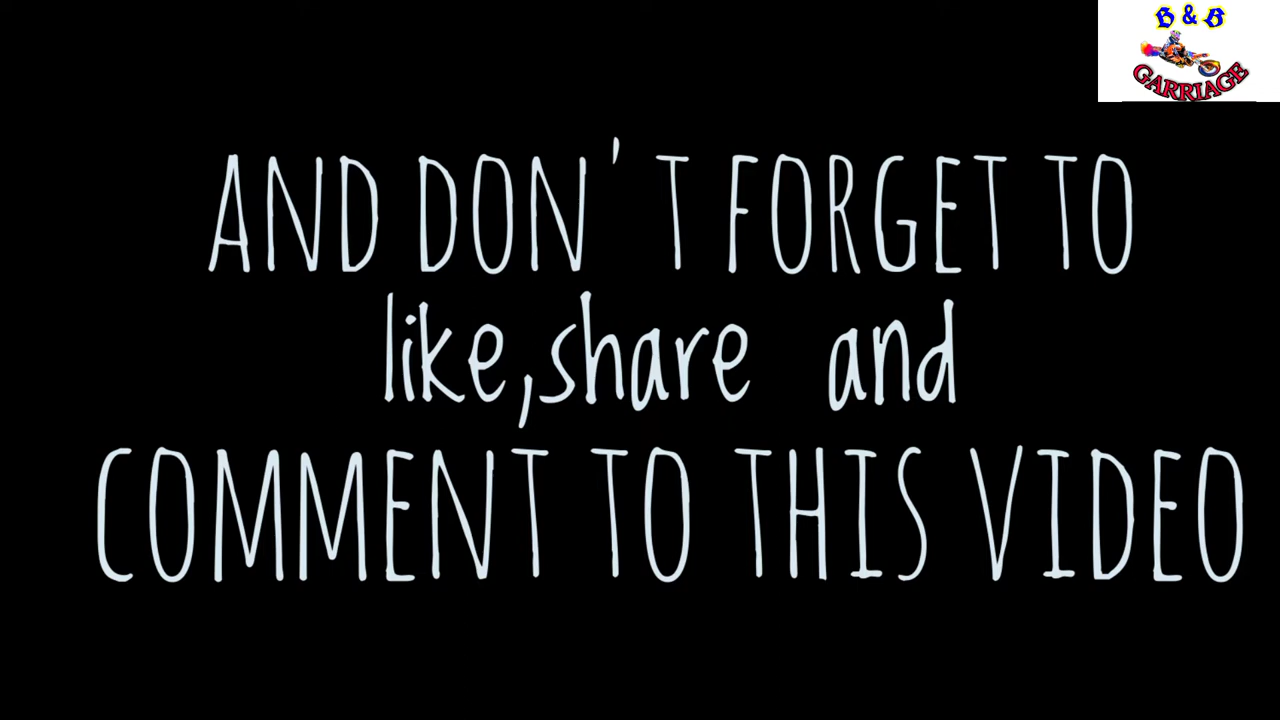 B & B
GARRIAGE
AND DON'T FORGET TO
like,share and
COMMENT TO THIS VIDEO